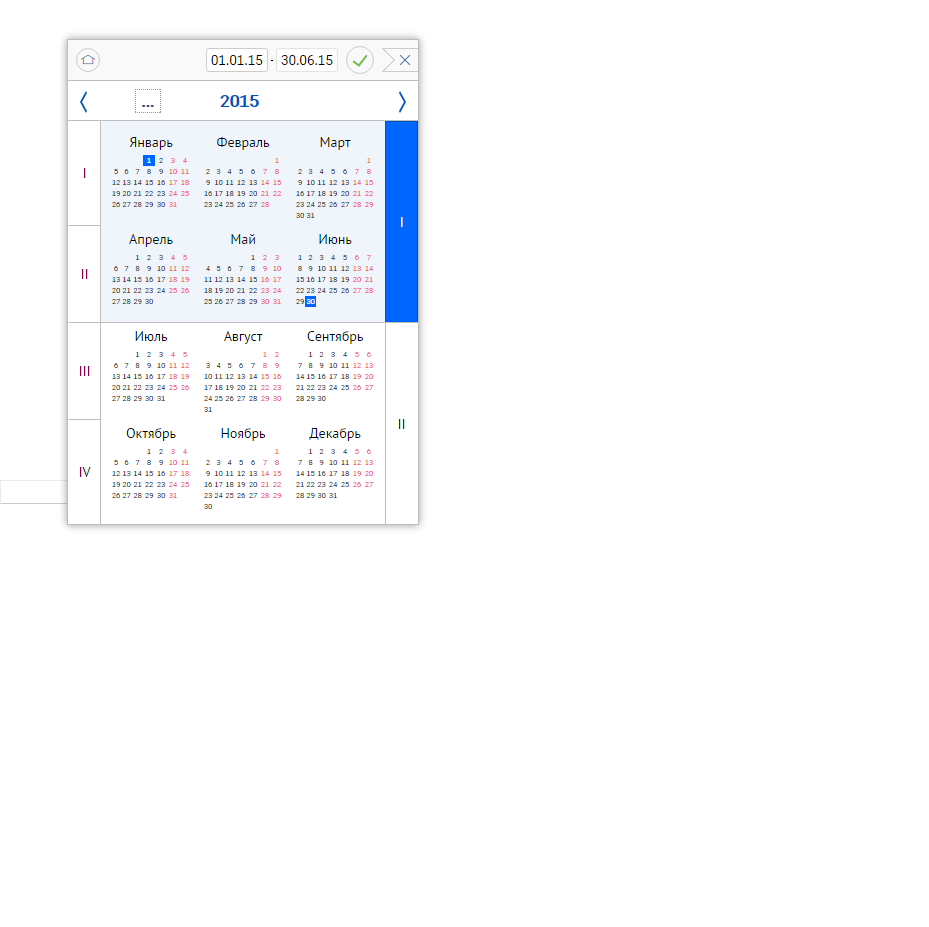 01.01.15 - 30.06.15
... 2015
I
Январь Февраль Март
1 2 3 4 1 1
5 6 7 8 9 10 11 2 3 4 5 6 7 8 2 3 4 5 6 7 8
12 13 14 15 16 17 18 9 10 11 12 13 14 15 9 10 11 12 13 14 15
19 20 21 22 23 24 25 16 17 18 19 20 21 22 16 17 18 19 20 21 22
26 27 28 29 30 31 23 24 25 26 27 28 23 24 25 26 27 28 29
30 31
I
II
Апрель Май Июнь
1 2 3 4 5 1 2 3 1 2 3 4 5 6 7
6 7 8 9 10 11 12 4 5 6 7 8 9 10 8 9 10 11 12 13 14
13 14 15 16 17 18 19 11 12 13 14 15 16 17 15 16 17 18 19 20 21
20 21 22 23 24 25 26 18 19 20 21 22 23 24 22 23 24 25 26 27 28
27 28 29 30 25 26 27 28 29 30 31 29 30
III
Июль Август Сентябрь
1 2 3 4 5 1 2 1 2 3 4 5 6
6 7 8 9 10 11 12 3 4 5 6 7 8 9 7 8 9 10 11 12 13
13 14 15 16 17 18 19 10 11 12 13 14 15 16 14 15 16 17 18 19 20
20 21 22 23 24 25 26 17 18 19 20 21 22 23 21 22 23 24 25 26 27
27 28 29 30 31 24 25 26 27 28 29 30 28 29 30
31
II
IV
Октябрь Ноябрь Декабрь
1 2 3 4 1 1 2 3 4 5 6
5 6 7 8 9 10 11 2 3 4 5 6 7 8 7 8 9 10 11 12 13
12 13 14 15 16 17 18 9 10 11 12 13 14 15 14 15 16 17 18 19 20
19 20 21 22 23 24 25 16 17 18 19 20 21 22 21 22 23 24 25 26 27
26 27 28 29 30 31 23 24 25 26 27 28 29 28 29 30 31
30